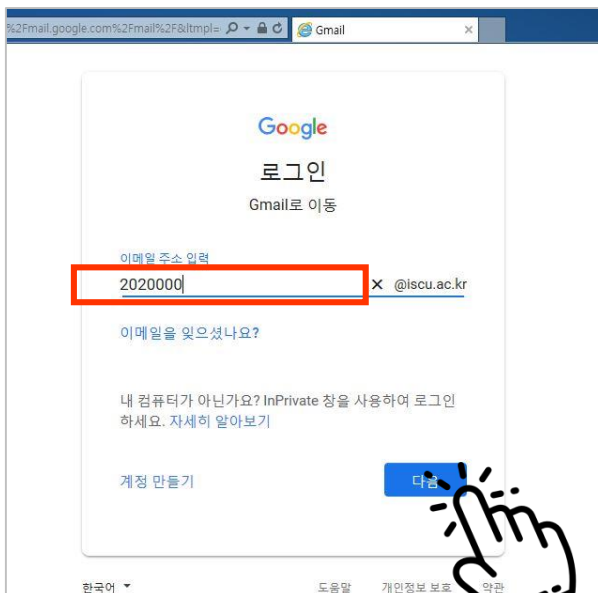 %2Fmail.google.com%2Fmail%2F&ltmpl=
Gmail
Google
로그인
Gmail로 이동
이메일 주소 입력
2020000
@iscu.ac.kr
이메일을 잊으셨나요?
내 컴퓨터가 아닌가요? InPrivate 창을 사용하여 로그인
하세요. 자세히 알아보기
계정 만들기
다음
한국어
도움말 개인정보 보호 약관